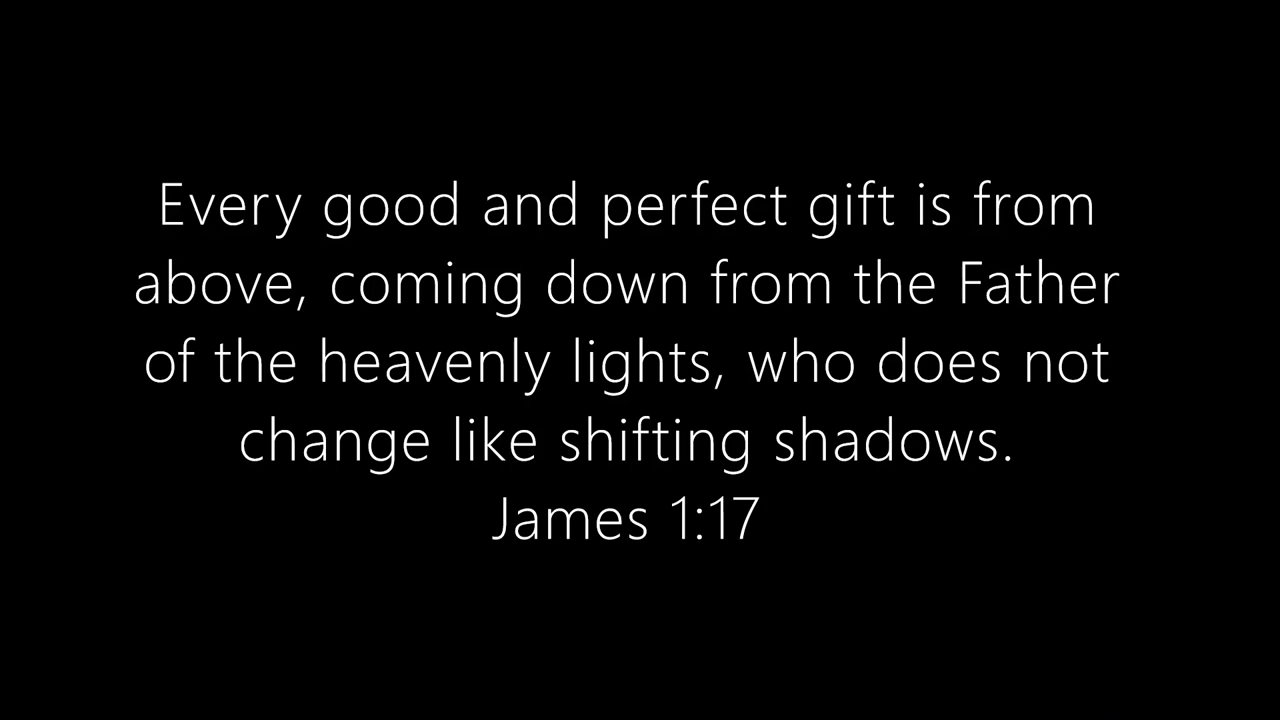 Every good and perfect gift is from
above, coming down from the Father
of the heavenly lights, who does not
change like shifting shadows.
James 1:17